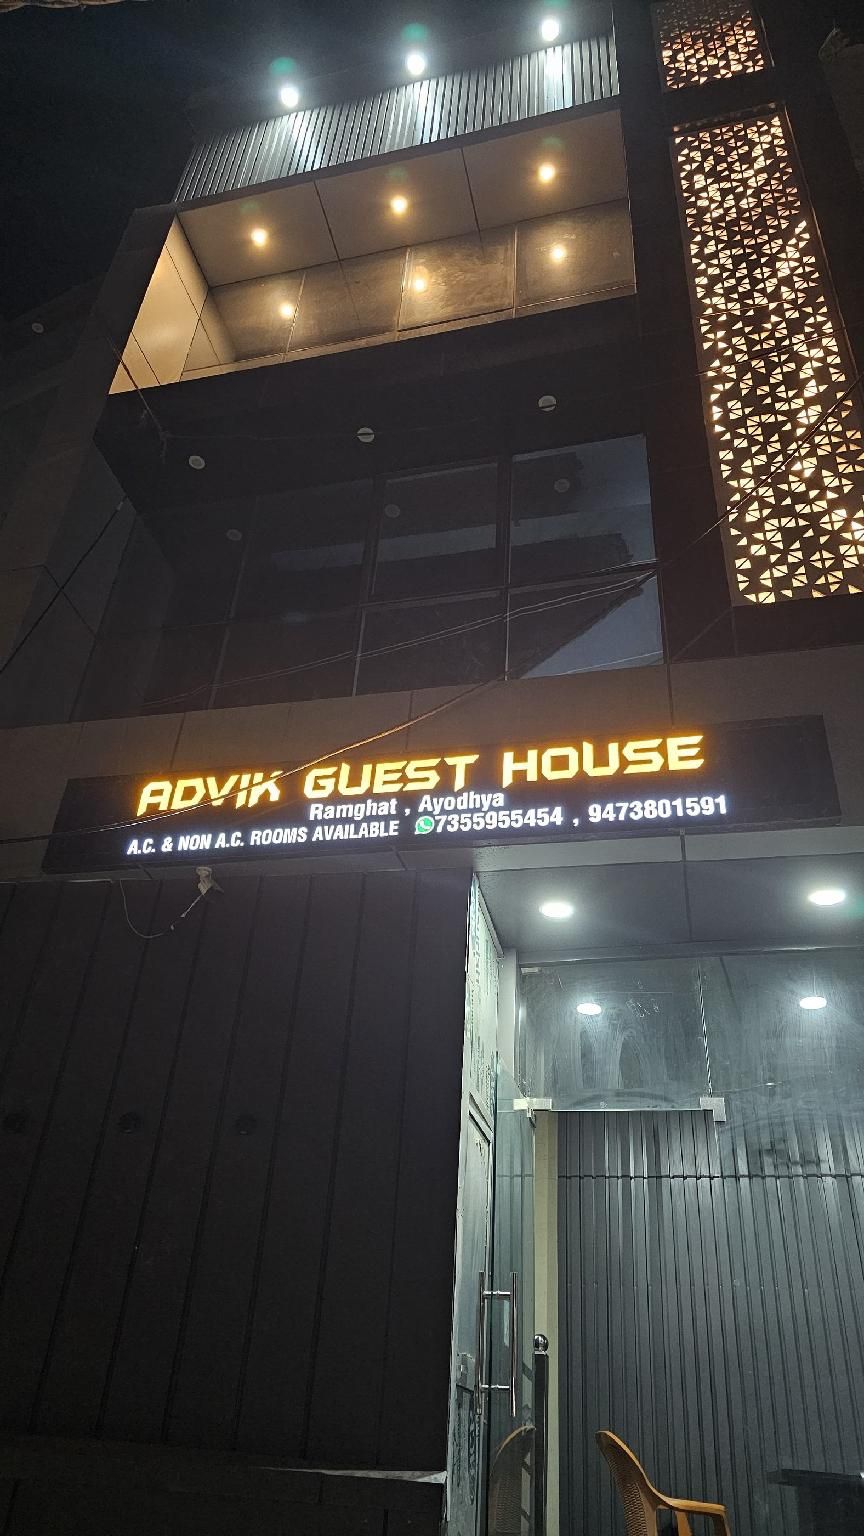 ADVIK GUEST HOUSE
Ramghat , Ayodhya
A.C. & NON A.C. ROOMS AVAILABLE 7355955454 , 9473801591